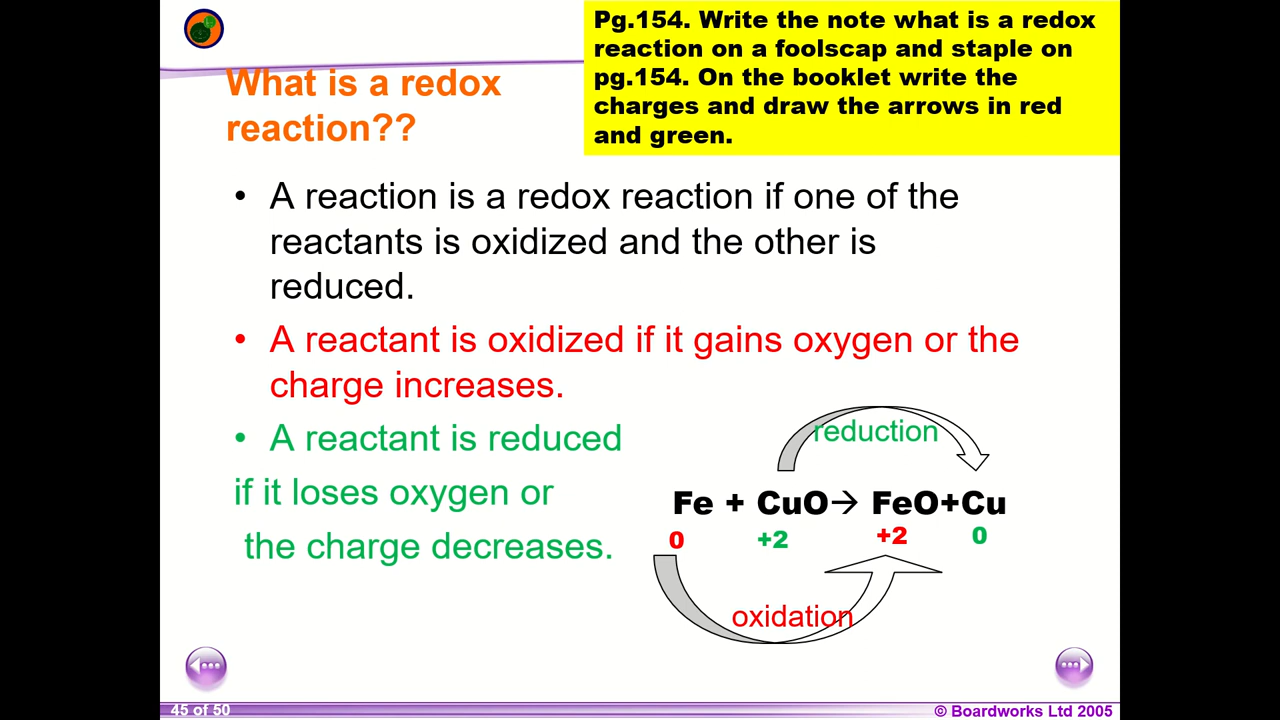 Pg.154. Write the note what is a redox
reaction on a foolscap and staple on
pg.154. On the booklet write the
charges and draw the arrows in red
and green.
What is a redox
reaction??
• A reaction is a redox reaction if one of the
reactants is oxidized and the other is
reduced.
• A reactant is oxidized if it gains oxygen or the
charge increases.
• A reactant is reduced
if it loses oxygen or
the charge decreases.
reduction
Fe + CuO→ FeO+Cu
0 +2 +2 0
oxidation
45 of 50
© Boardworks Ltd 2005